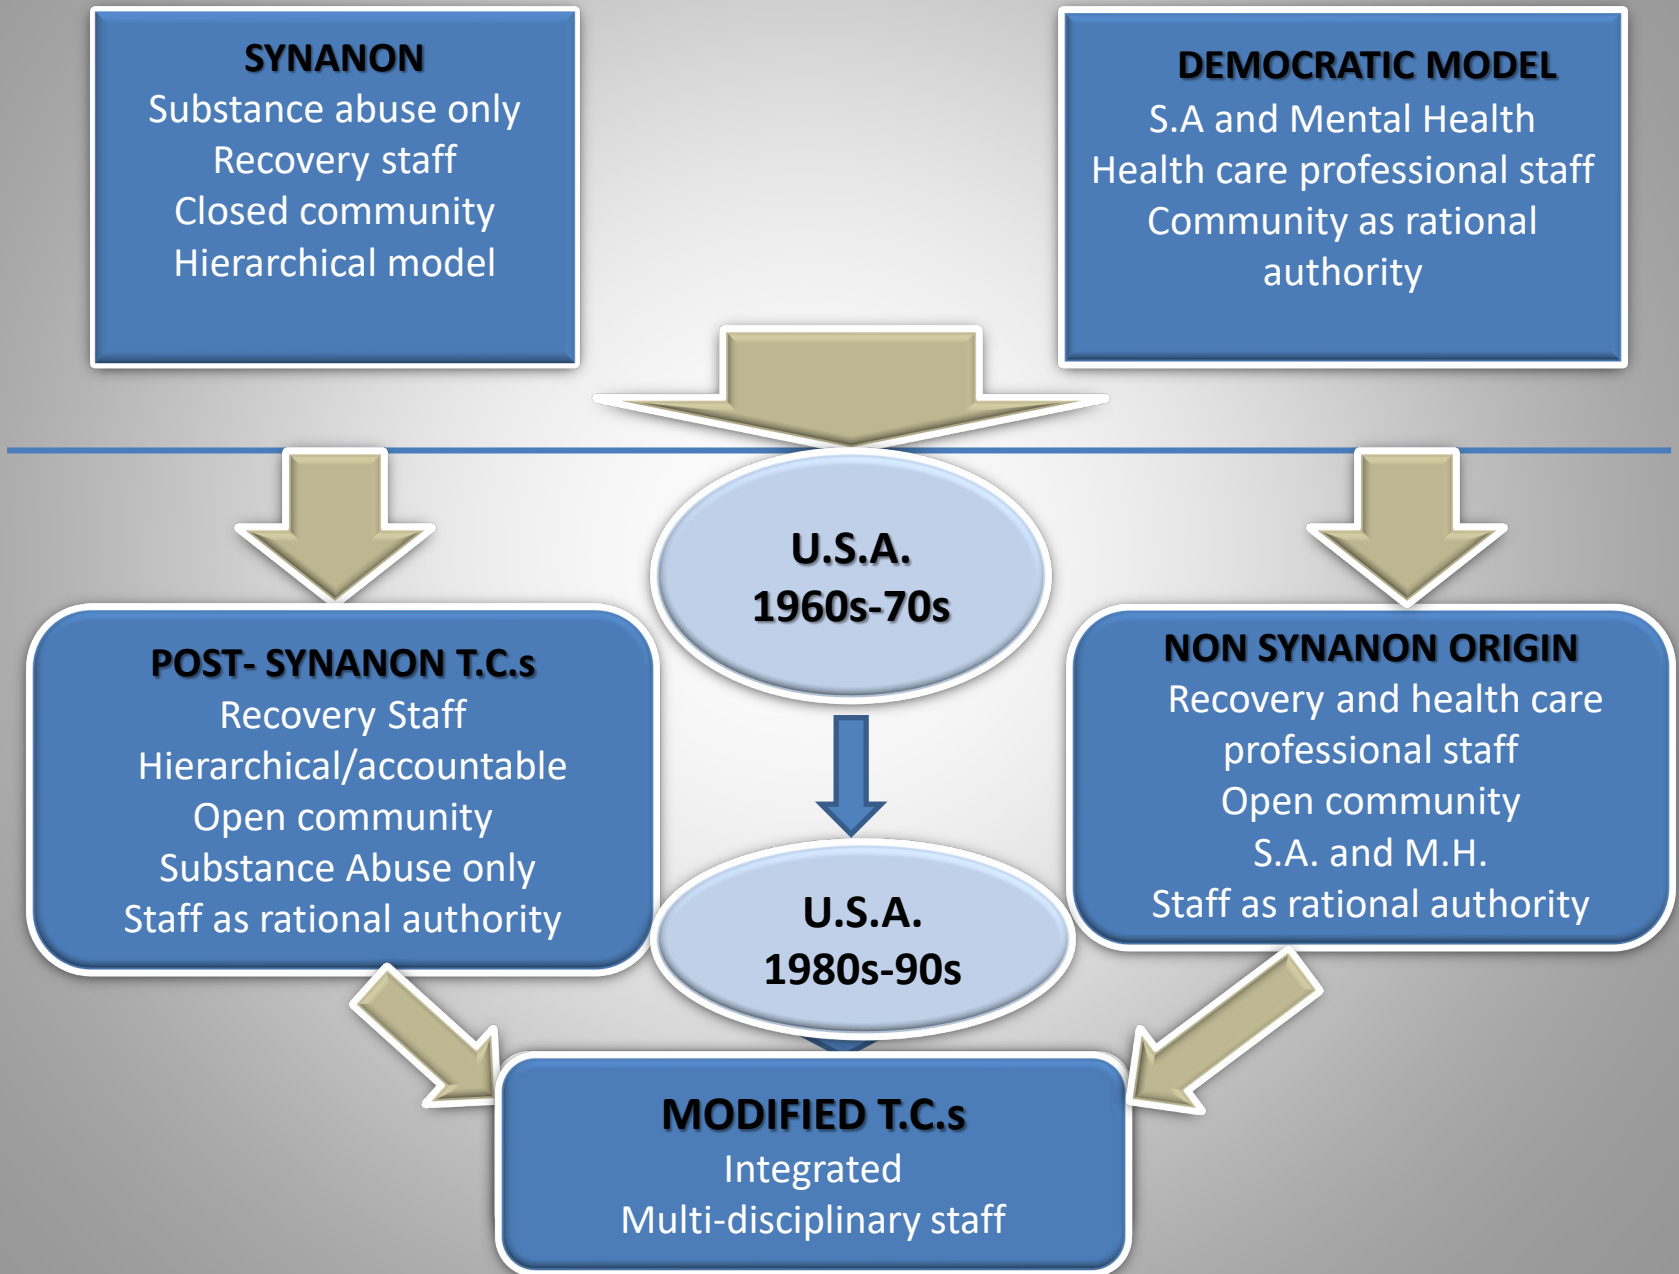 SYNANON
Substance abuse only
Recovery staff
Closed community
Hierarchical model
DEMOCRATIC MODEL
S.A and Mental Health
Health care professional staff
Community as rational
authority
U.S.A.
1960s-70s
POST- SYNANON T.C.s
Recovery Staff
Hierarchical/accountable
Open community
Substance Abuse only
Staff as rational authority
NON SYNANON ORIGIN
Recovery and health care
professional staff
Open community
S.A. and M.H.
Staff as rational authority
U.S.A.
1980s-90s
MODIFIED T.C.s
Integrated
Multi-disciplinary staff